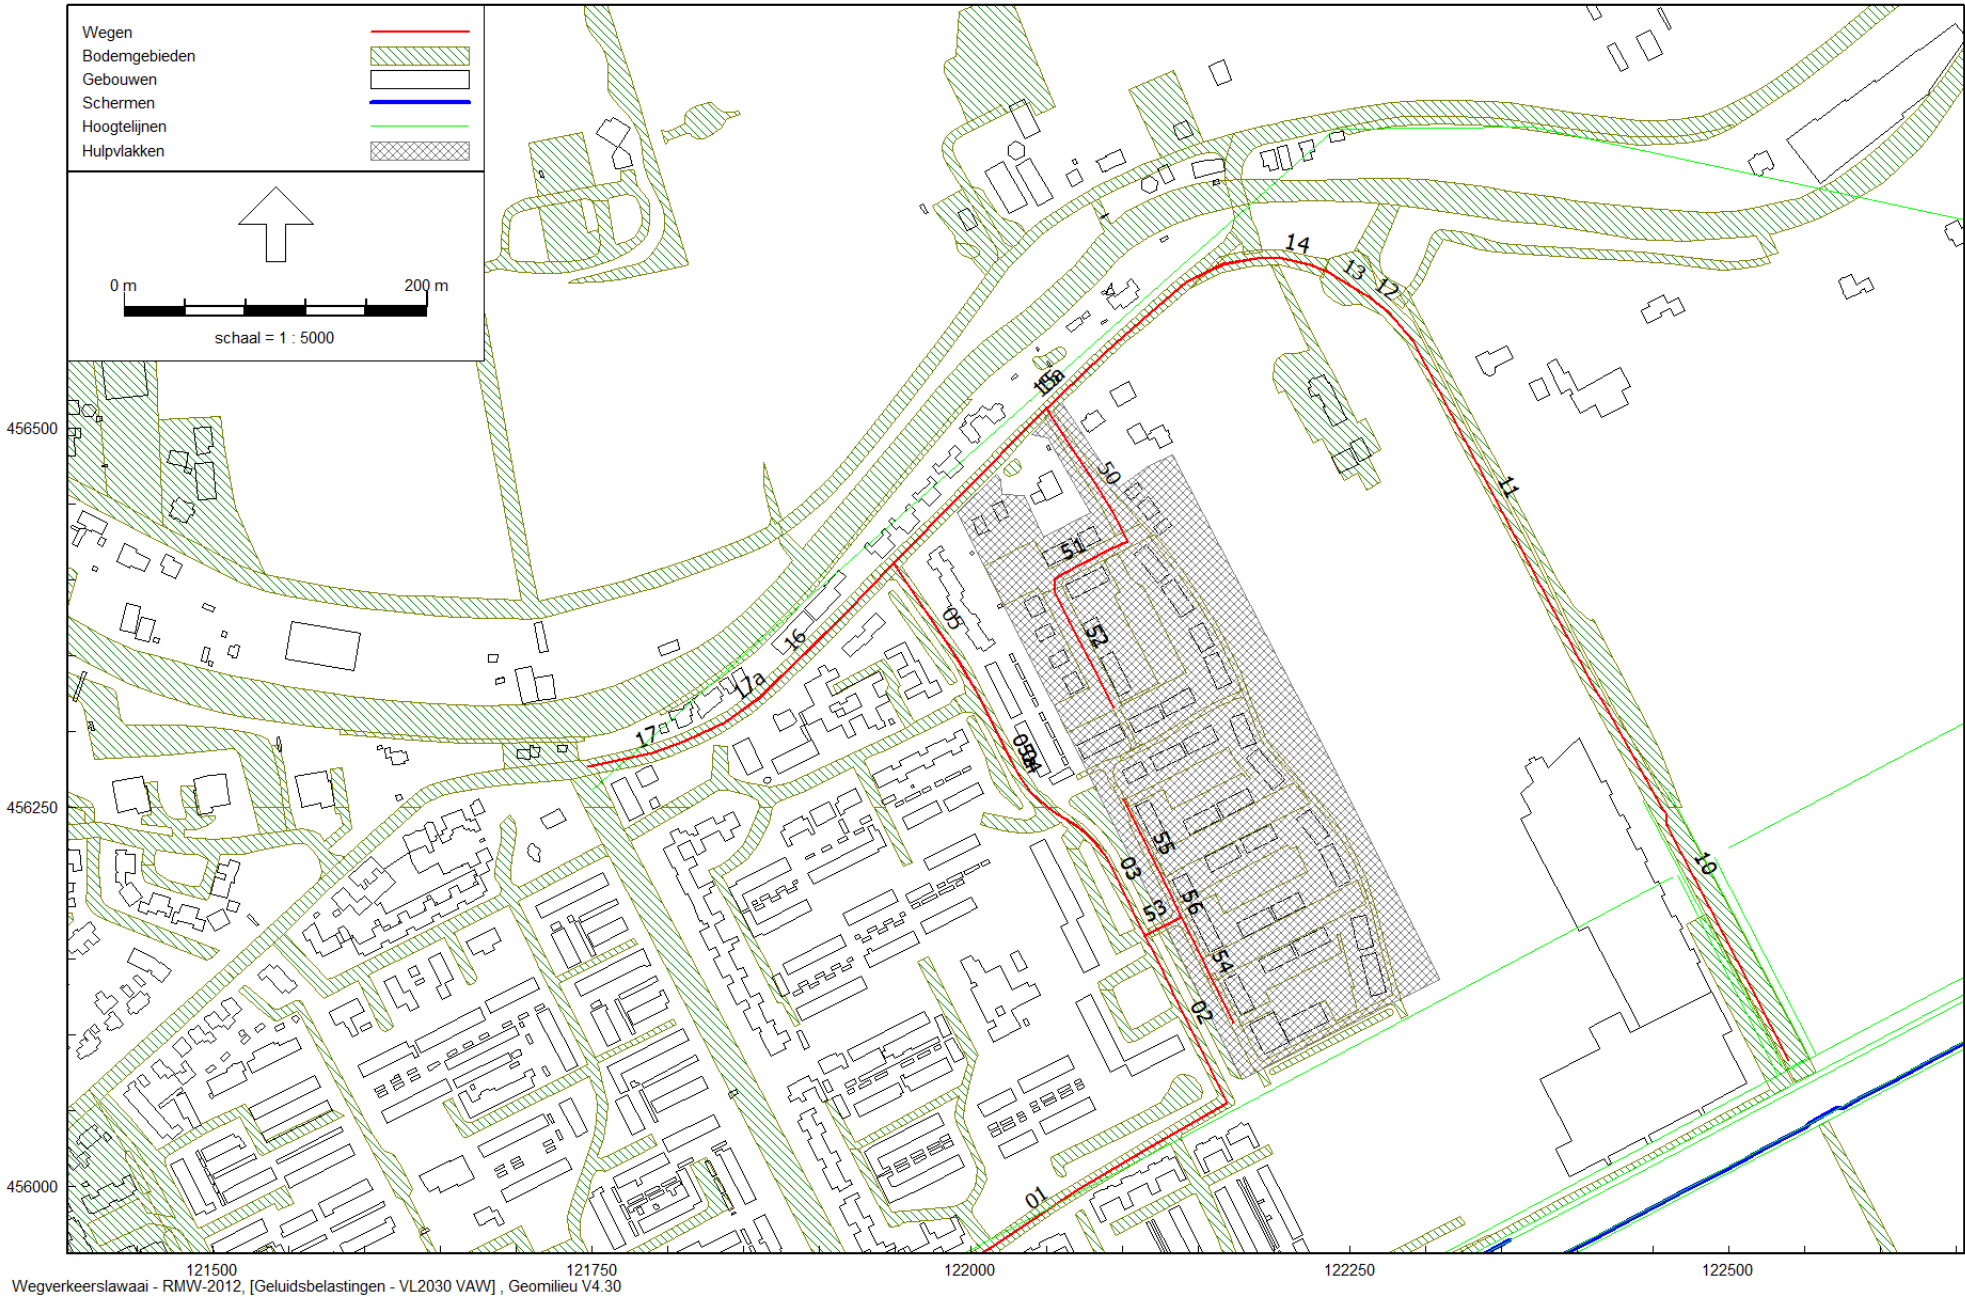 Wegen
Bodemgebieden
Gebouwen
Schermen
Hoogtelijnen
Hulpvlakken
0 m 200 m
schaal = 1 : 5000
14
13
12
15a
456500
50
11
51
05
52
16
17a
17
456250
10
03
55
53
56
54
02
01
456000
121500 121750 122000 122250 122500
Wegverkeerslawaai - RMW-2012, [Geluidsbelastingen - VL2030 VAW] , Geomilieu V4.30